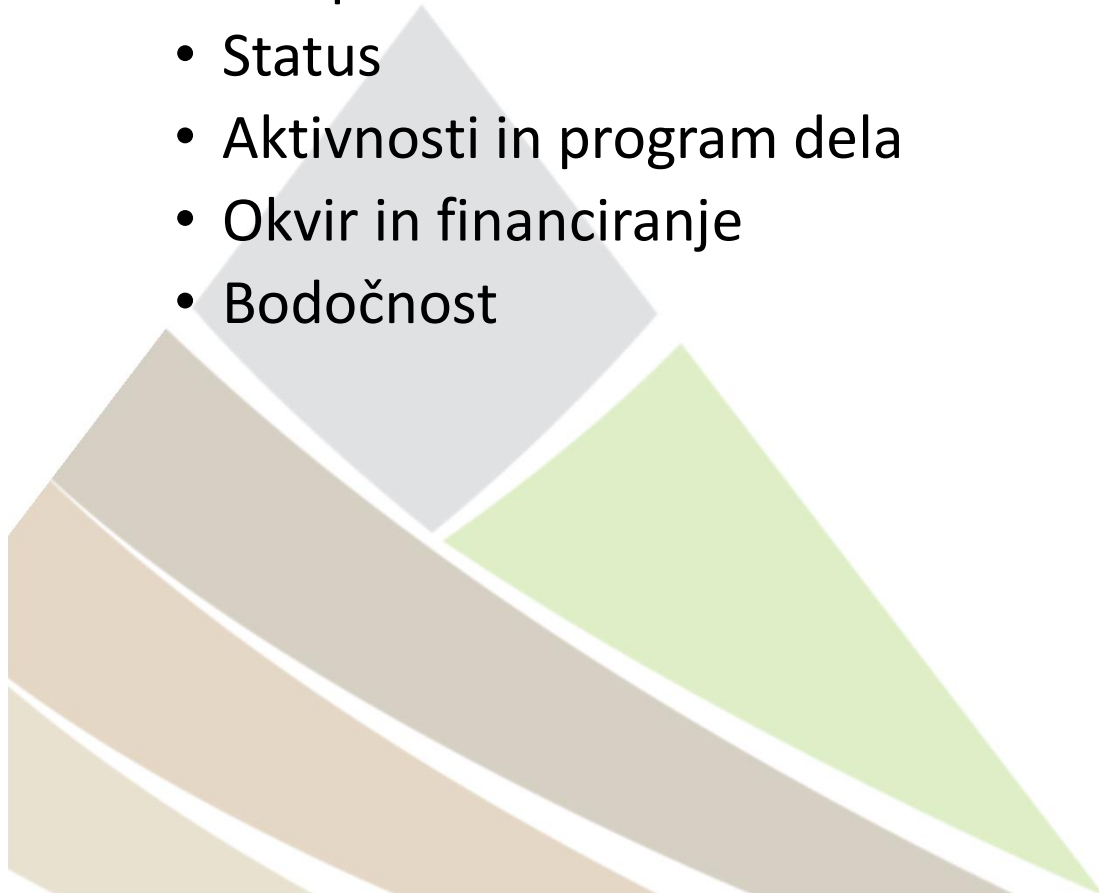 • Status
• Aktivnosti in program dela
• Okvir in financiranje
• Bodočnost